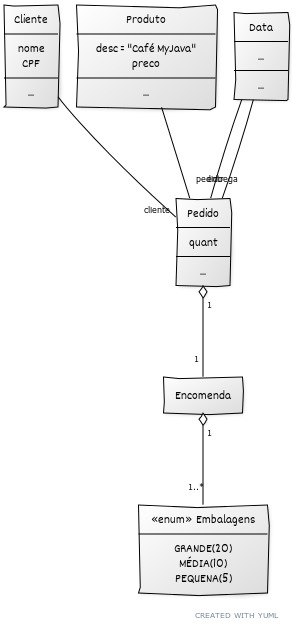 Cliente
nome
CPF
...
Produto
desc = "Café MyJava"
preco
...
Data
...
...
entrega
cliente
Pedido
quant
...
1
1
Encomenda
1
1..*
«enum» Embalagens
GRANDE(20)
MÉDIA(10)
PEQUENA(5)
CREATED WITH YUML